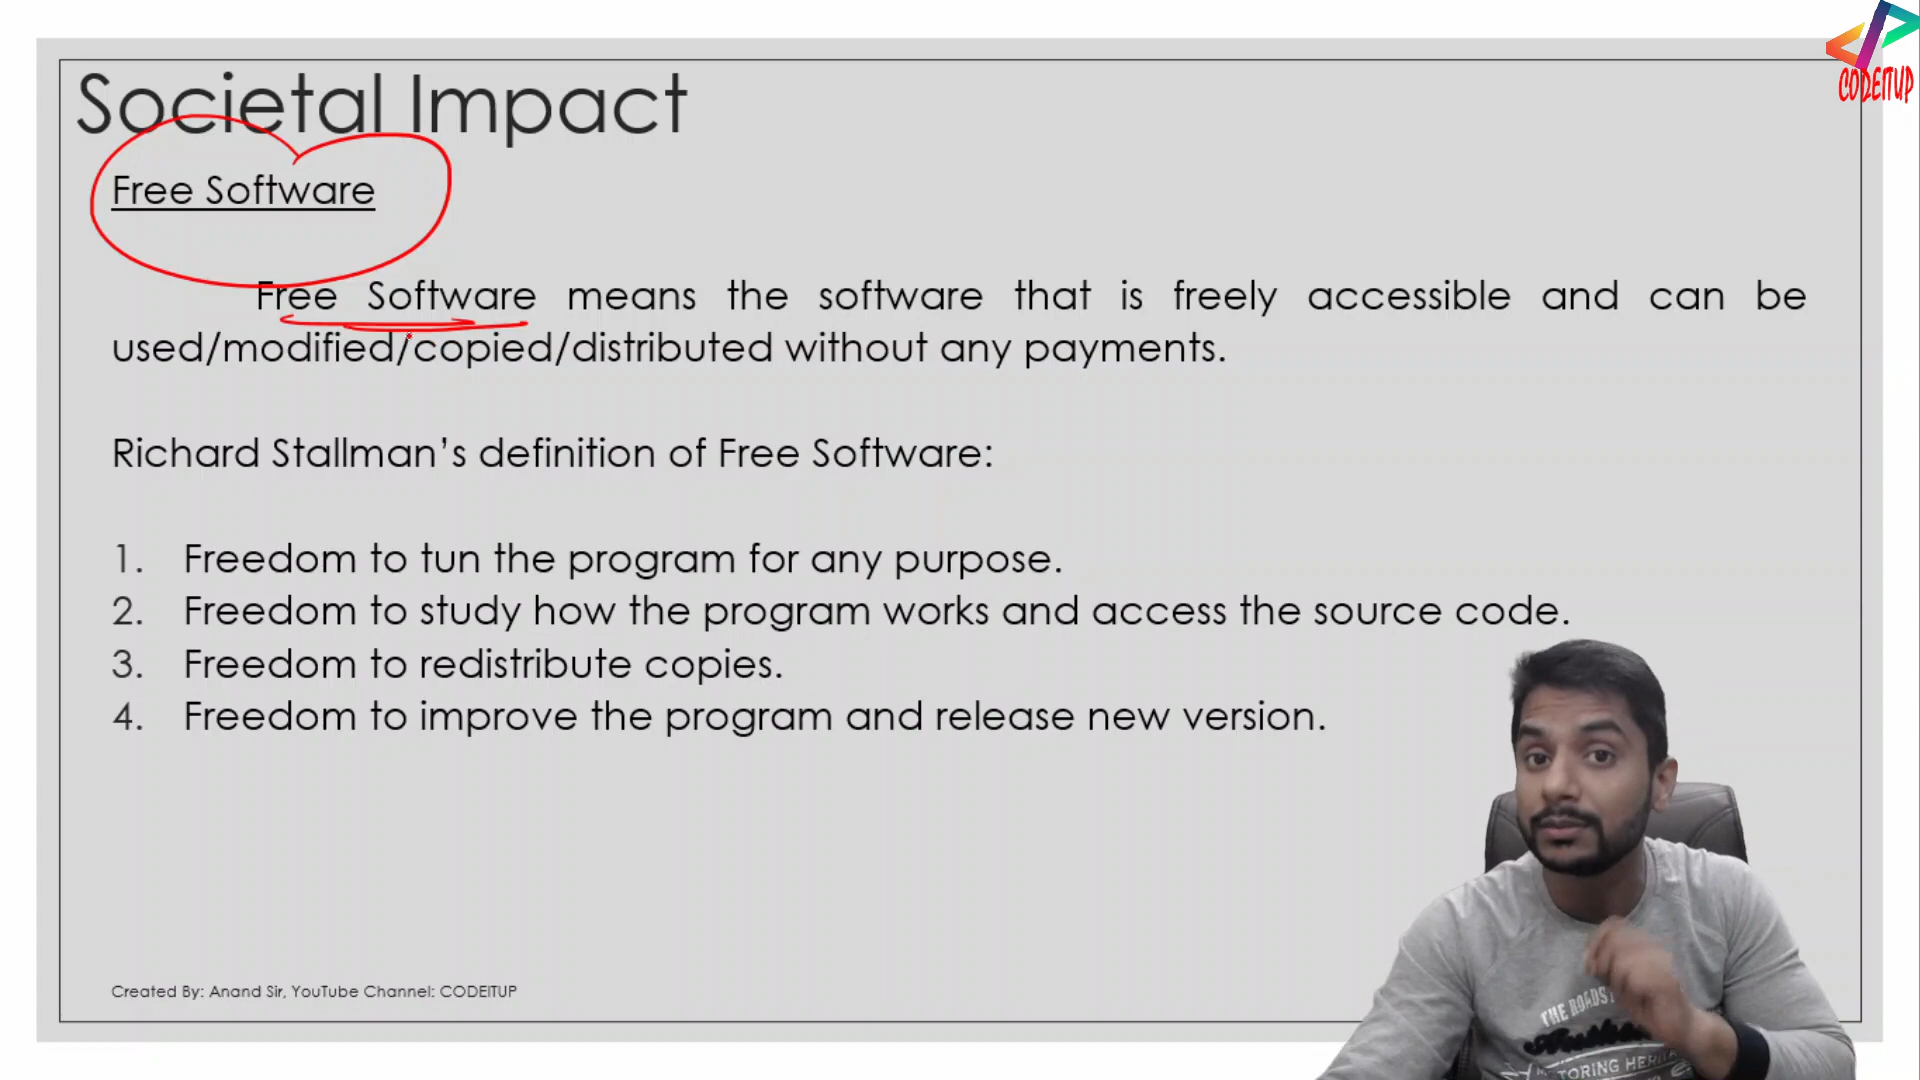 CODEITUP
Societal Impact
Free Software
Free Software means the software that is freely accessible and can be
used/modified/copied/distributed without any payments.
Richard Stallman’s definition of Free Software:
1. Freedom to tun the program for any purpose.
2. Freedom to study how the program works and access the source code.
3. Freedom to redistribute copies.
4. Freedom to improve the program and release new version.
Created By: Anand Sir, YouTube Channel: CODEITUP
THE